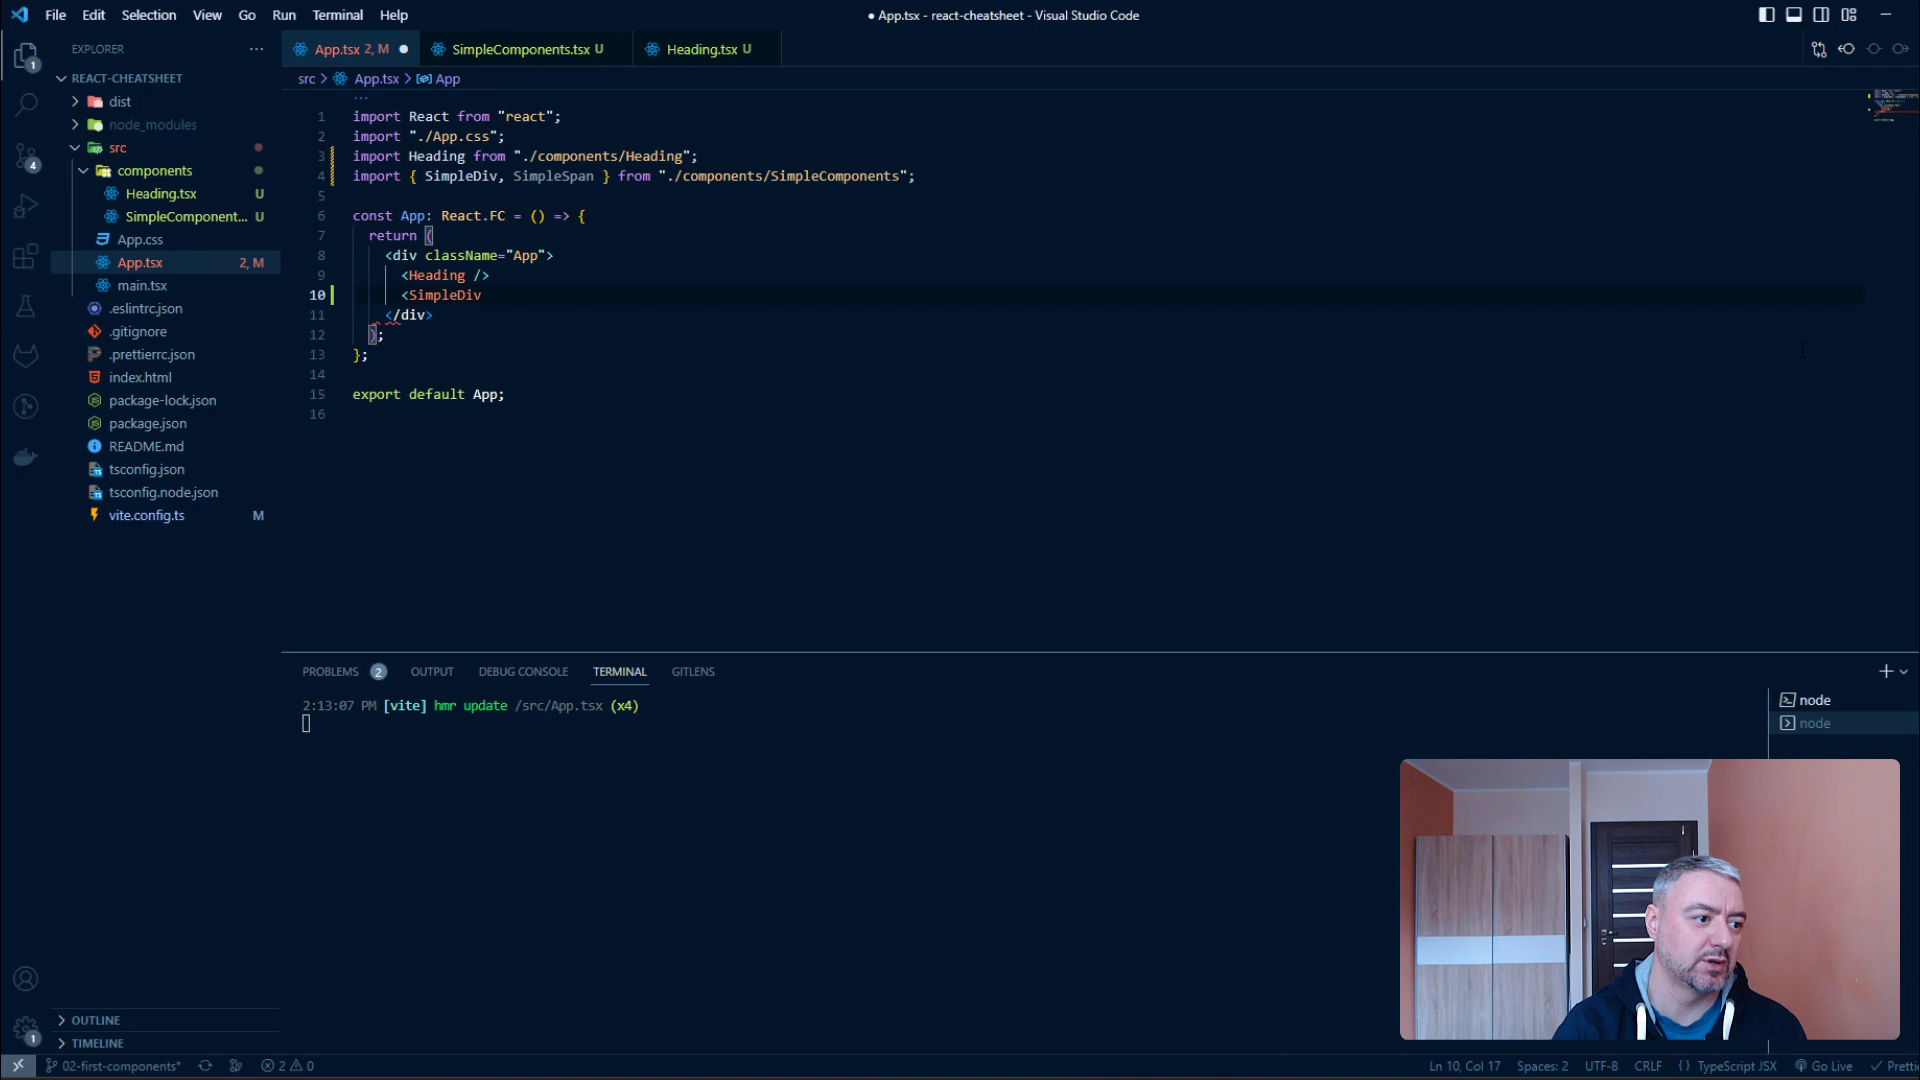 File Edit Selection View Go Run Terminal Help
● App.tsx - react-cheatsheet - Visual Studio Code
EXPLORER ···
App.tsx 2, M ●
SimpleComponents.tsx U
Heading.tsx U
src > App.tsx > App
REACT-CHEATSHEET
dist
node_modules
src
components
Heading.tsx U
SimpleComponent... U
App.css
App.tsx 2, M
main.tsx
.eslintrc.json
.gitignore
.prettierrc.json
index.html
package-lock.json
package.json
README.md
tsconfig.json
tsconfig.node.json
vite.config.ts M
1
4
1
OUTLINE
TIMELINE
1 import React from "react";
2 import "./App.css";
3 import Heading from "./components/Heading";
4 import { SimpleDiv, SimpleSpan } from "./components/SimpleComponents";
5
6 const App: React.FC = () => {
7 return (
8 <div className="App">
9 <Heading />
10 <SimpleDiv
11 </div>
12 );
13 };
14
15 export default App;
16
PROBLEMS 2 OUTPUT DEBUG CONSOLE TERMINAL GITLENS
2:13:07 PM [vite] hmr update /src/App.tsx (x4)
node
node
02-first-components* 2 0
Ln 10, Col 17 Spaces: 2 UTF-8 CRLF {} TypeScript JSX Go Live ✓ Pretti